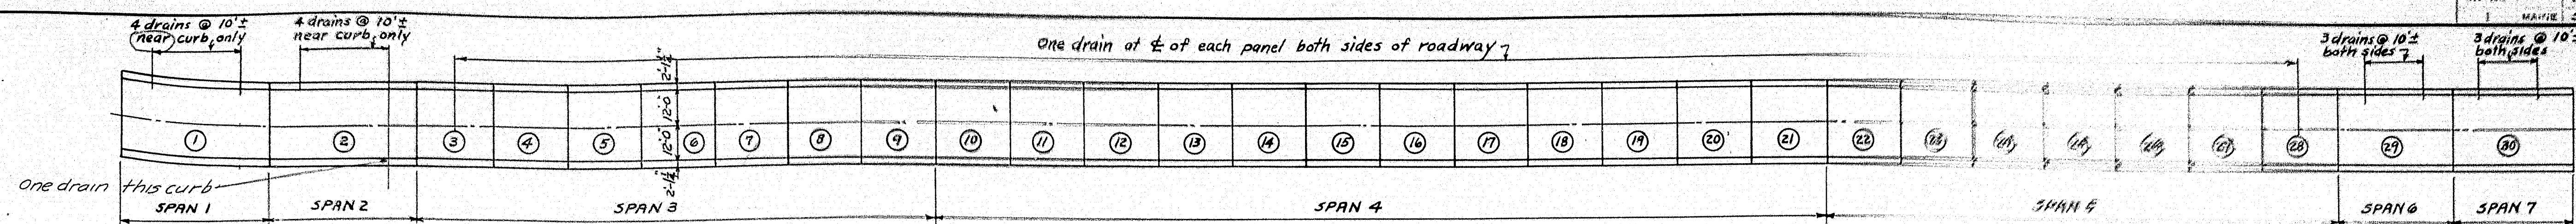 MAINE
4 drains @ 10'±
near curb only
4 drains @ 10'±
near curb only
One drain at ℄ of each panel both sides of roadway
3 drains @ 10'±
both sides
3 drains @ 10'±
both sides
2'-1½"
12'-0"
12'-0"
2'-1½"
1 2 3 4 5 6 7 8 9 10 11 12 13 14 15 16 17 18 19 20 21 22 23 28 29 30
One drain this curb
SPAN 1 SPAN 2 SPAN 3 SPAN 4 SPAN 5 SPAN 6 SPAN 7